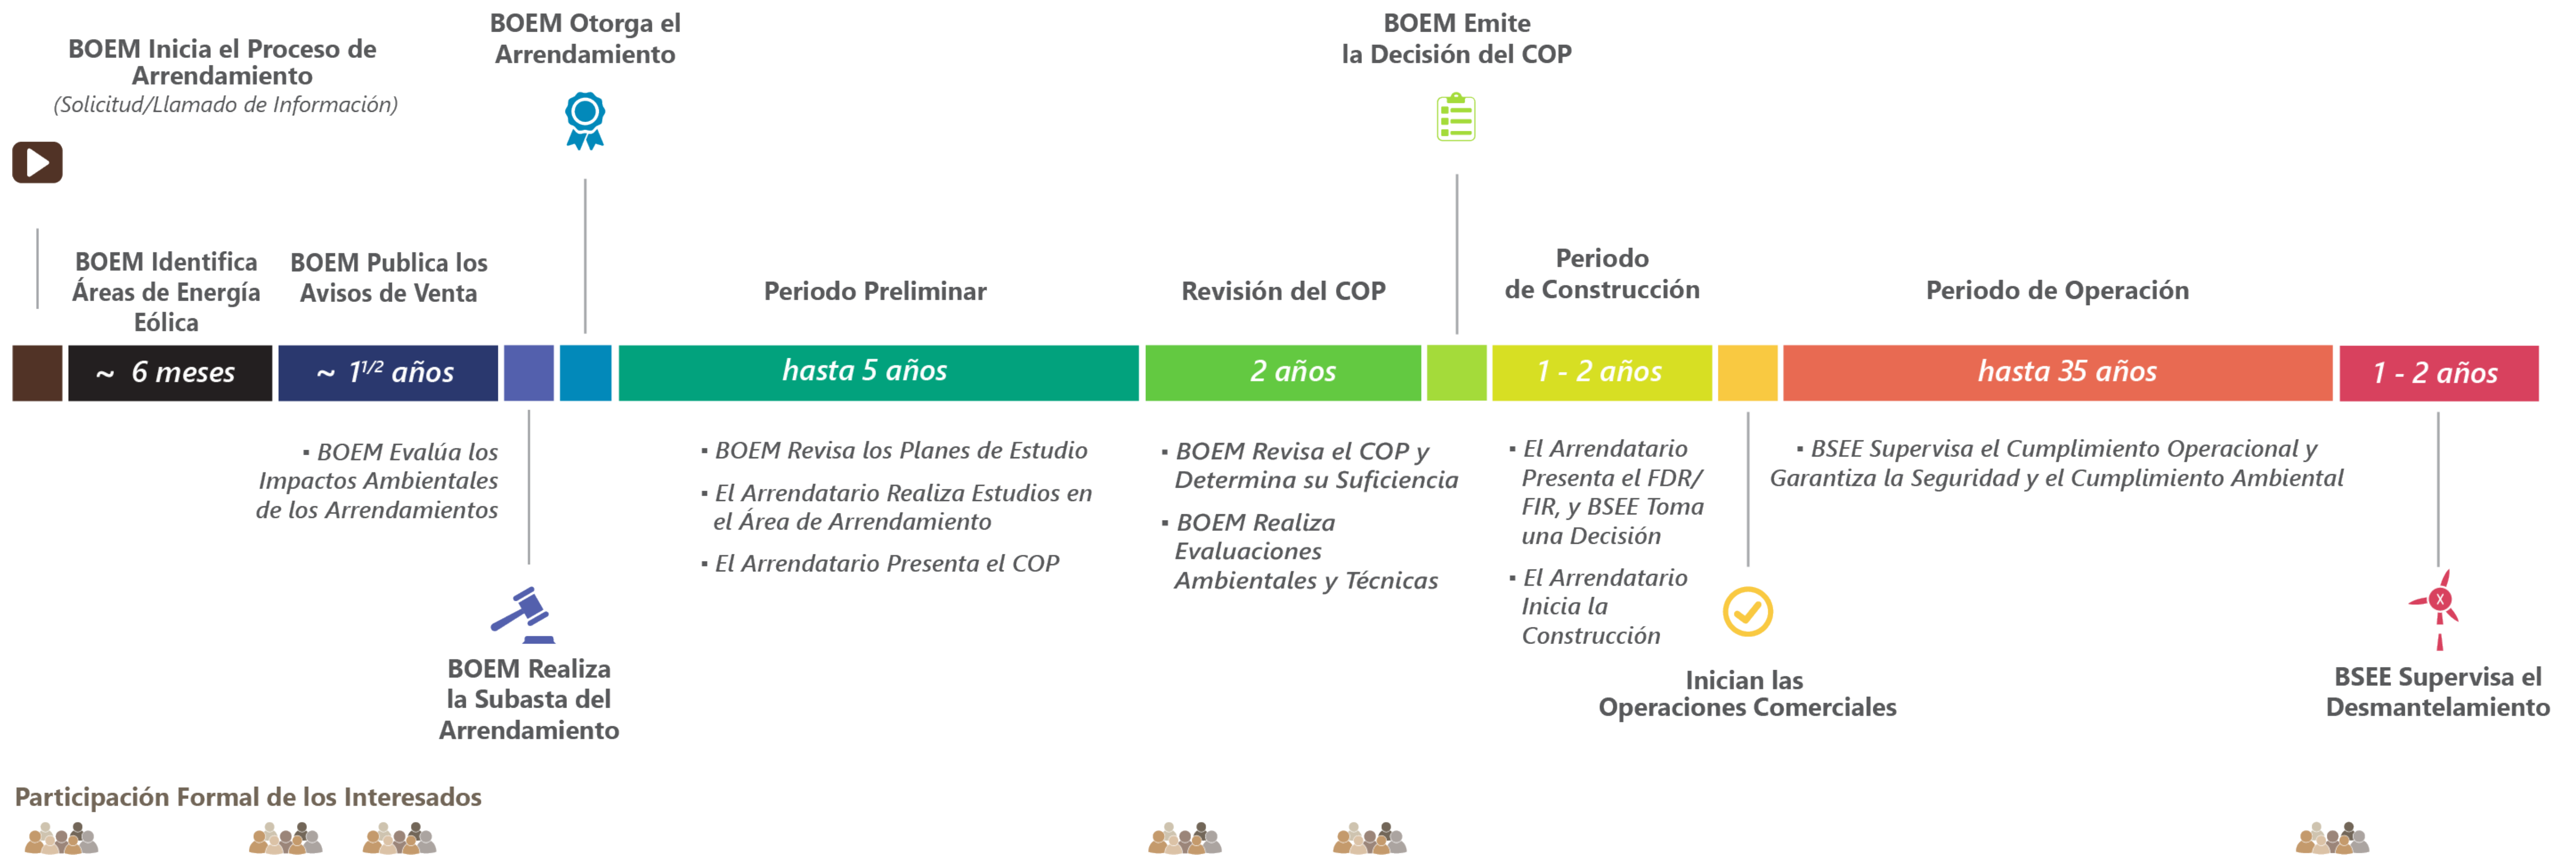 BOEM Inicia el Proceso de
Arrendamiento
(Solicitud/Llamado de Información)
BOEM Otorga el
Arrendamiento
BOEM Emite
la Decisión del COP
BOEM Identifica
Áreas de Energía
Eólica
BOEM Publica los
Avisos de Venta
Periodo Preliminar
Revisión del COP
Periodo
de Construcción
Periodo de Operación
~ 6 meses
~ 1 1/2 años
hasta 5 años
2 años
1 - 2 años
hasta 35 años
1 - 2 años
▪ BOEM Evalúa los
Impactos Ambientales
de los Arrendamientos
▪ BOEM Revisa los Planes de Estudio
▪ El Arrendatario Realiza Estudios en
el Área de Arrendamiento
▪ El Arrendatario Presenta el COP
▪ BOEM Revisa el COP y
Determina su Suficiencia
▪ BOEM Realiza
Evaluaciones
Ambientales y Técnicas
▪ El Arrendatario
Presenta el FDR/
FIR, y BSEE Toma
una Decisión
▪ El Arrendatario
Inicia la
Construcción
▪ BSEE Supervisa el Cumplimiento Operacional y
Garantiza la Seguridad y el Cumplimiento Ambiental
BOEM Realiza
la Subasta del
Arrendamiento
Inician las
Operaciones Comerciales
X
BSEE Supervisa el
Desmantelamiento
Participación Formal de los Interesados